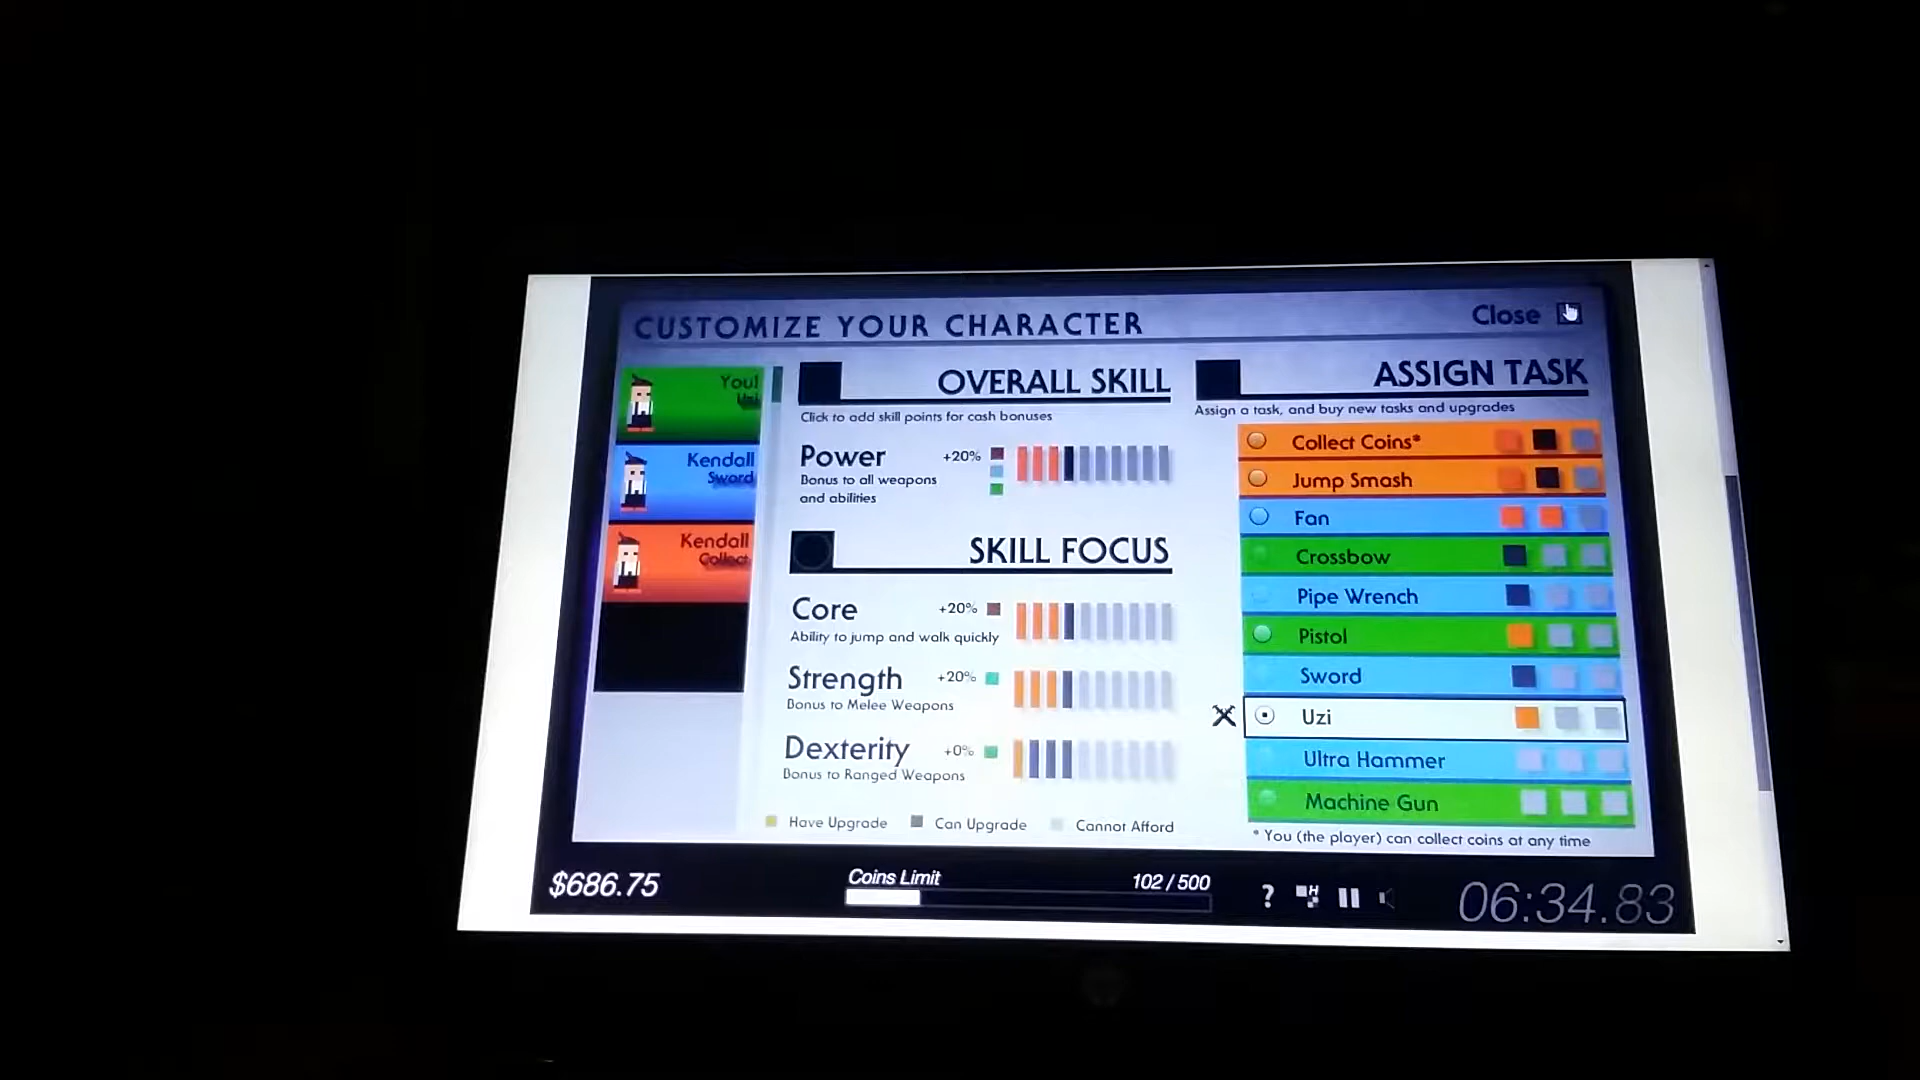 CUSTOMIZE YOUR CHARACTER
Close
You!
Uzi
Kendall
Sword
Kendall
Collect
OVERALL SKILL
Click to add skill points for cash bonuses
Power +20%
Bonus to all weapons
and abilities
SKILL FOCUS
Core +20%
Ability to jump and walk quickly
Strength +20%
Bonus to Melee Weapons
Dexterity +0%
Bonus to Ranged Weapons
Have Upgrade Can Upgrade Cannot Afford
ASSIGN TASK
Assign a task, and buy new tasks and upgrades
Collect Coins*
Jump Smash
Fan
Crossbow
Pipe Wrench
Pistol
Sword
Uzi
Ultra Hammer
Machine Gun
* You (the player) can collect coins at any time
$686.75
Coins Limit 102 / 500
?
H
06:34.83